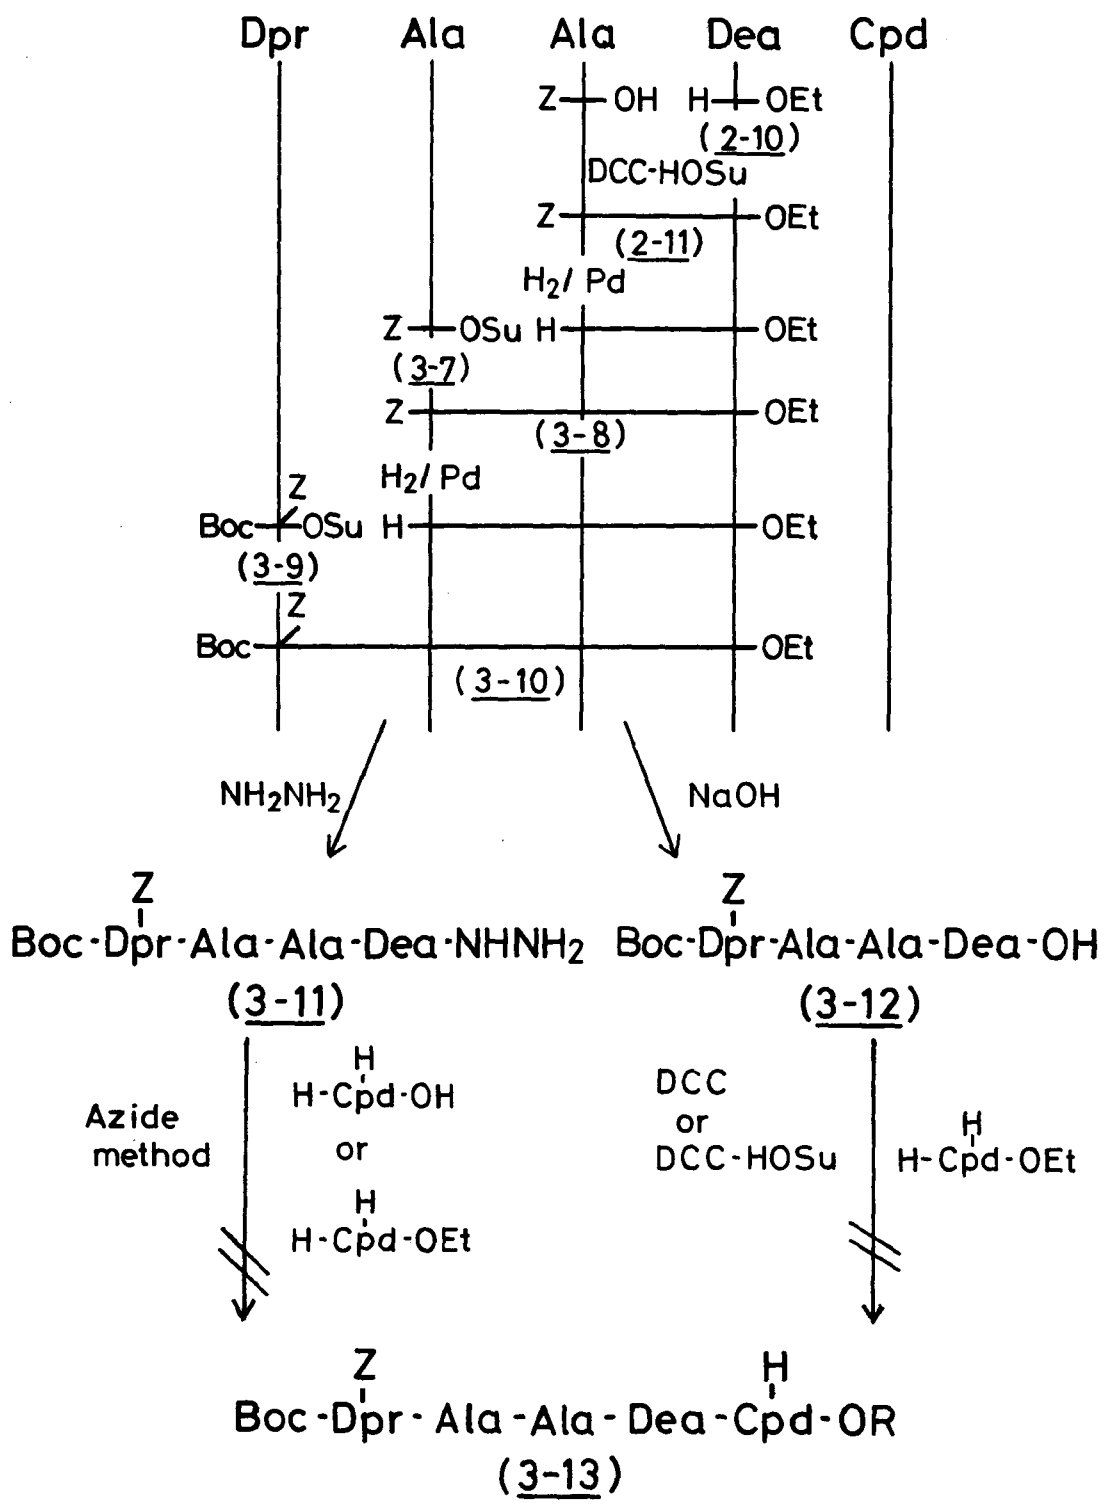 Dpr Ala Ala Dea Cpd
Z OH H OEt
(2-10)
DCC-HOSu
Z OEt
(2-11)
H2/ Pd
Z OSu H OEt
(3-7)
Z OEt
(3-8)
H2/ Pd
Z
Boc OSu H OEt
(3-9)
Z
Boc OEt
(3-10)
NH2NH2 NaOH
Z Z
Boc-Dpr-Ala-Ala-Dea-NHNH2 Boc-Dpr-Ala-Ala-Dea-OH
(3-11) (3-12)
Azide
method
H
H-Cpd-OH
or
H
H-Cpd-OEt
DCC
or
DCC-HOSu
H
H-Cpd-OEt
Z H
Boc-Dpr-Ala-Ala-Dea-Cpd-OR
(3-13)